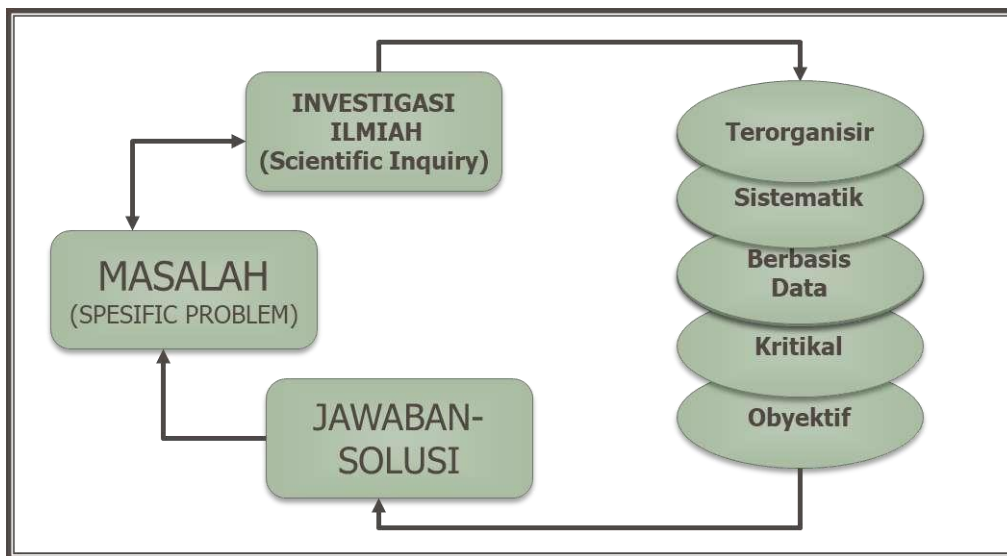 INVESTIGASI
ILMIAH
(Scientific Inquiry)
Terorganisir
Sistematik
Berbasis
Data
Kritikal
Obyektif
MASALAH
(SPESIFIC PROBLEM)
JAWABAN-
SOLUSI